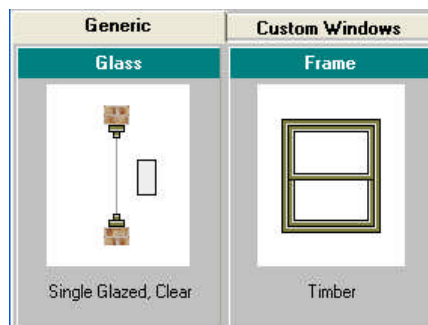 Generic
Custom Windows
Glass
Frame
Single Glazed, Clear
Timber